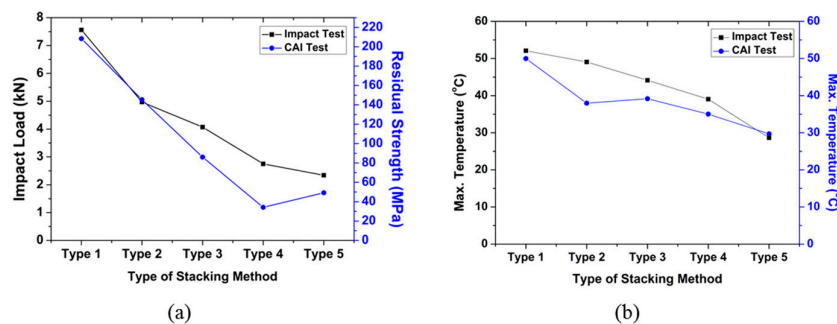 8
7
6
5
4
3
2
1
0
Impact Load (kN)
Impact Test
CAI Test
220
200
180
160
140
120
100
80
60
40
20
0
Residual Strength (MPa)
Type 1 Type 2 Type 3 Type 4 Type 5
Type of Stacking Method
(a)
60
50
40
30
20
10
0
Max. Temperature (°C)
Impact Test
CAI Test
60
50
40
30
20
10
0
Max. Temperature (°C)
Type 1 Type 2 Type 3 Type 4 Type 5
Type of Stacking Method
(b)